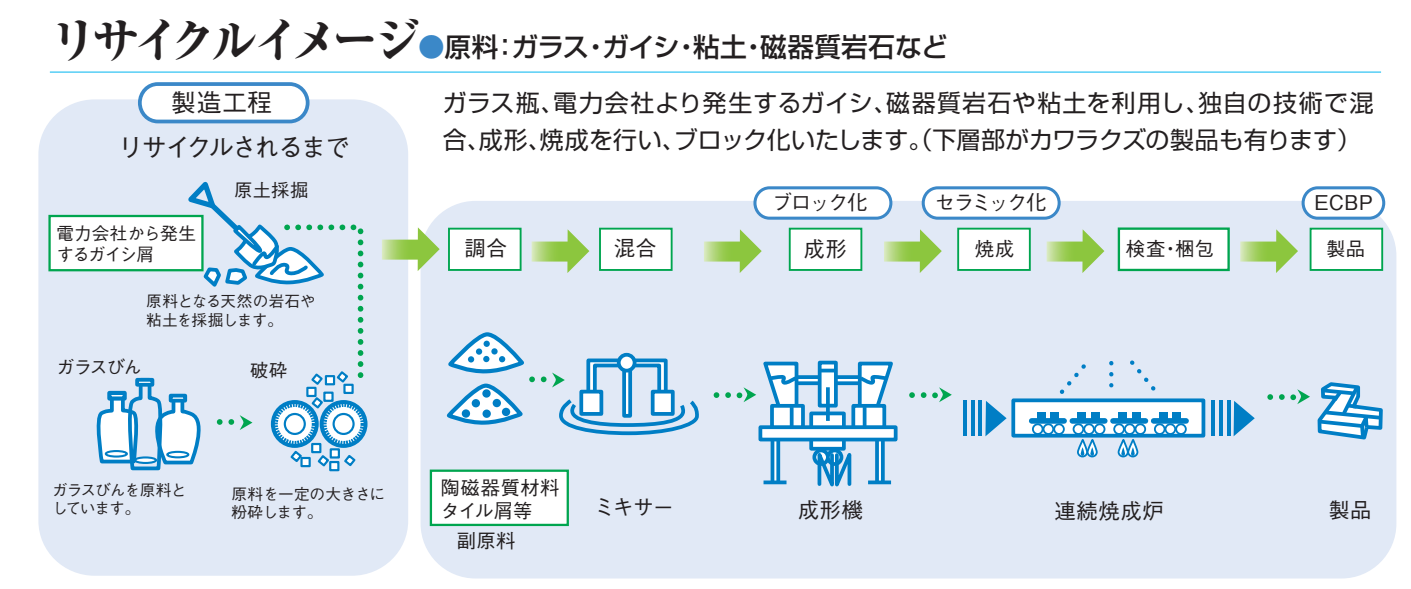 リサイクルイメージ●原料：ガラス・ガイシ・粘土・磁器質岩石など
製造工程
リサイクルされるまで
ガラス瓶、電力会社より発生するガイシ、磁器質岩石や粘土を利用し、独自の技術で混
合、成形、焼成を行い、ブロック化いたします。（下層部がカワラクズの製品も有ります）
原土採掘
電力会社から発生
するガイシ屑
原料となる天然の岩石や
粘土を採掘します。
ガラスびん
破砕
ガラスびんを原料と
しています。
原料を一定の大きさに
粉砕します。
ブロック化
セラミック化
ECBP
調合
混合
成形
焼成
検査・梱包
製品
陶磁器質材料
タイル屑等
副原料
ミキサー
成形機
連続焼成炉
製品